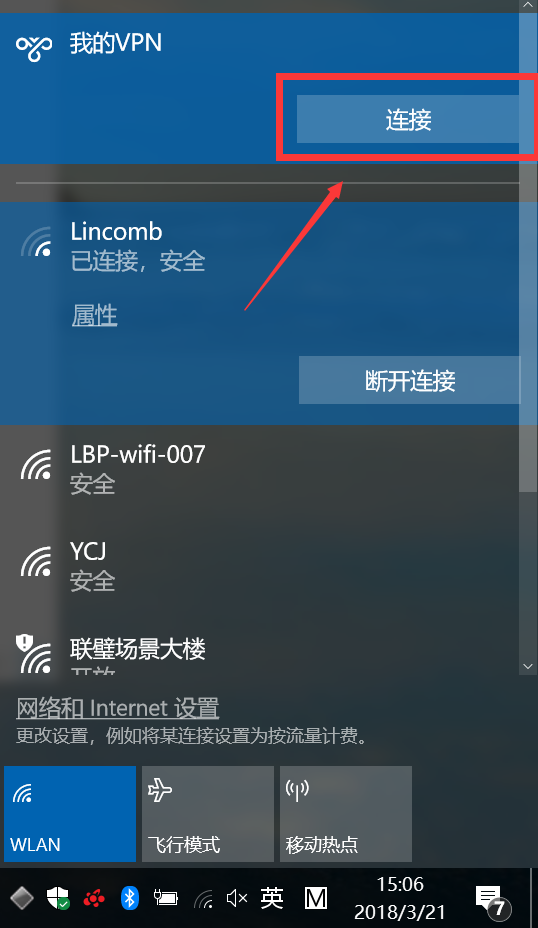 我的VPN
连接
Lincomb
已连接，安全
属性
断开连接
LBP-wifi-007
安全
YCJ
安全
联璧场景大楼
开放
网络和 Internet 设置
更改设置，例如将某连接设置为按流量计费。
WLAN
飞行模式
移动热点
英
M
15:06
2018/3/21
7